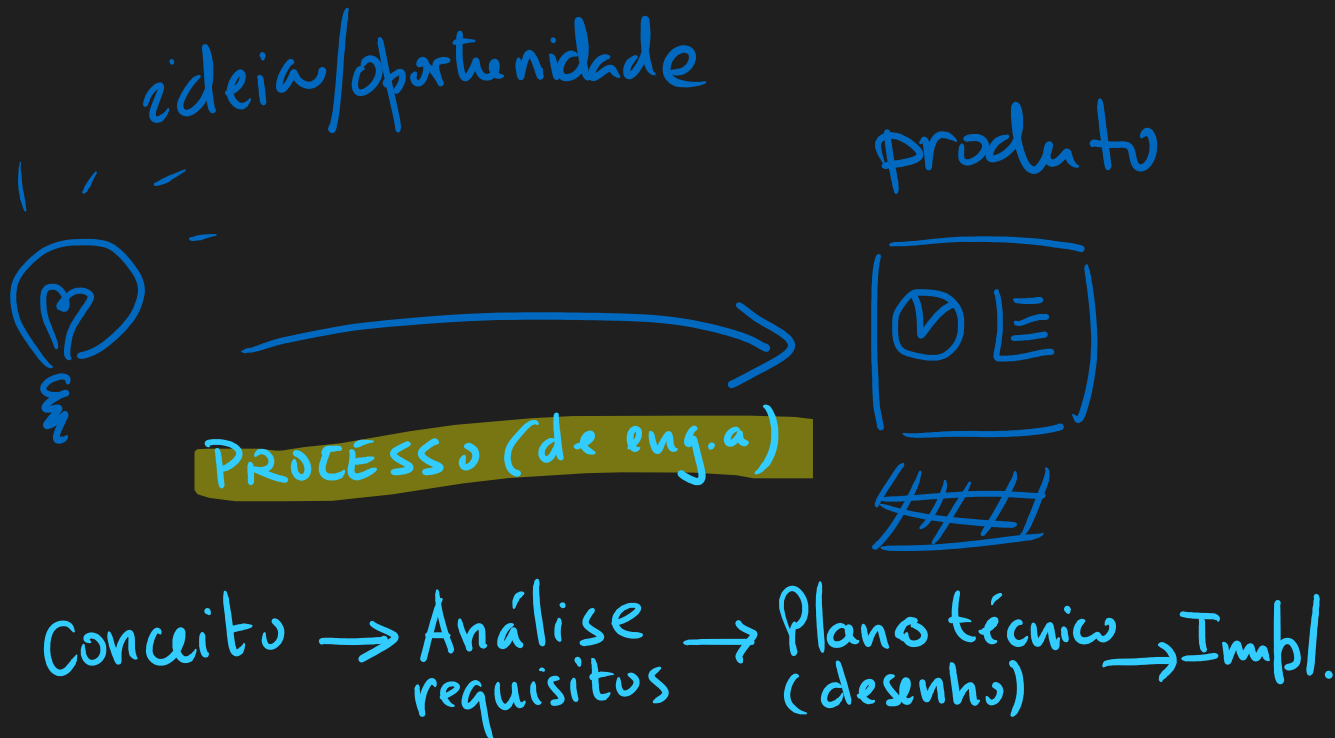 ideia/oportunidade
produto
PROCESSO (de eng.a)
Conceito → Análise requisitos → Plano técnico (desenho) → Impl.